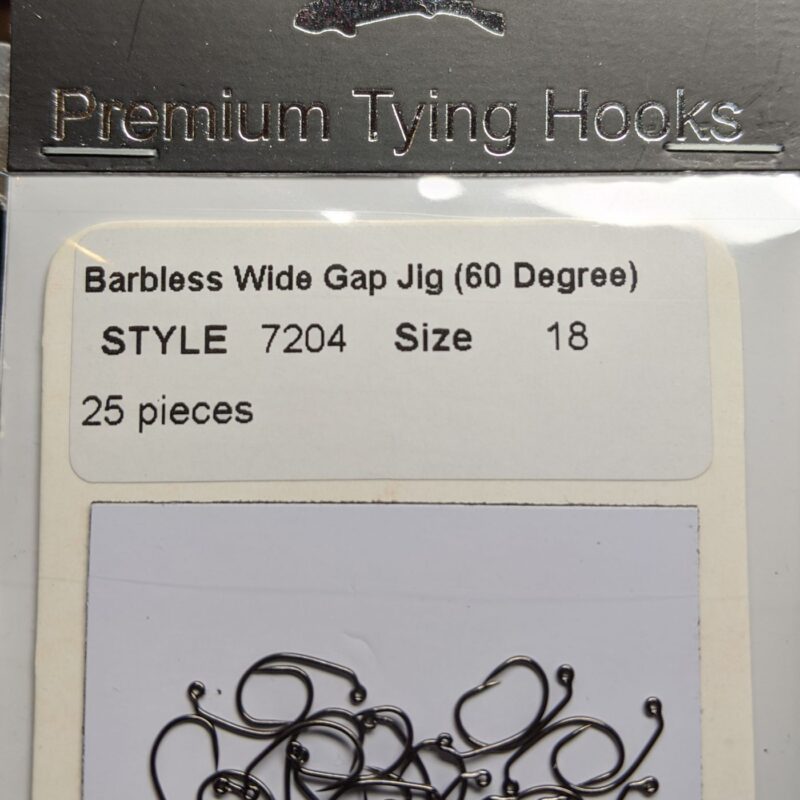 Premium Tying Hooks
Barbless Wide Gap Jig (60 Degree)
STYLE 7204 Size 18
25 pieces